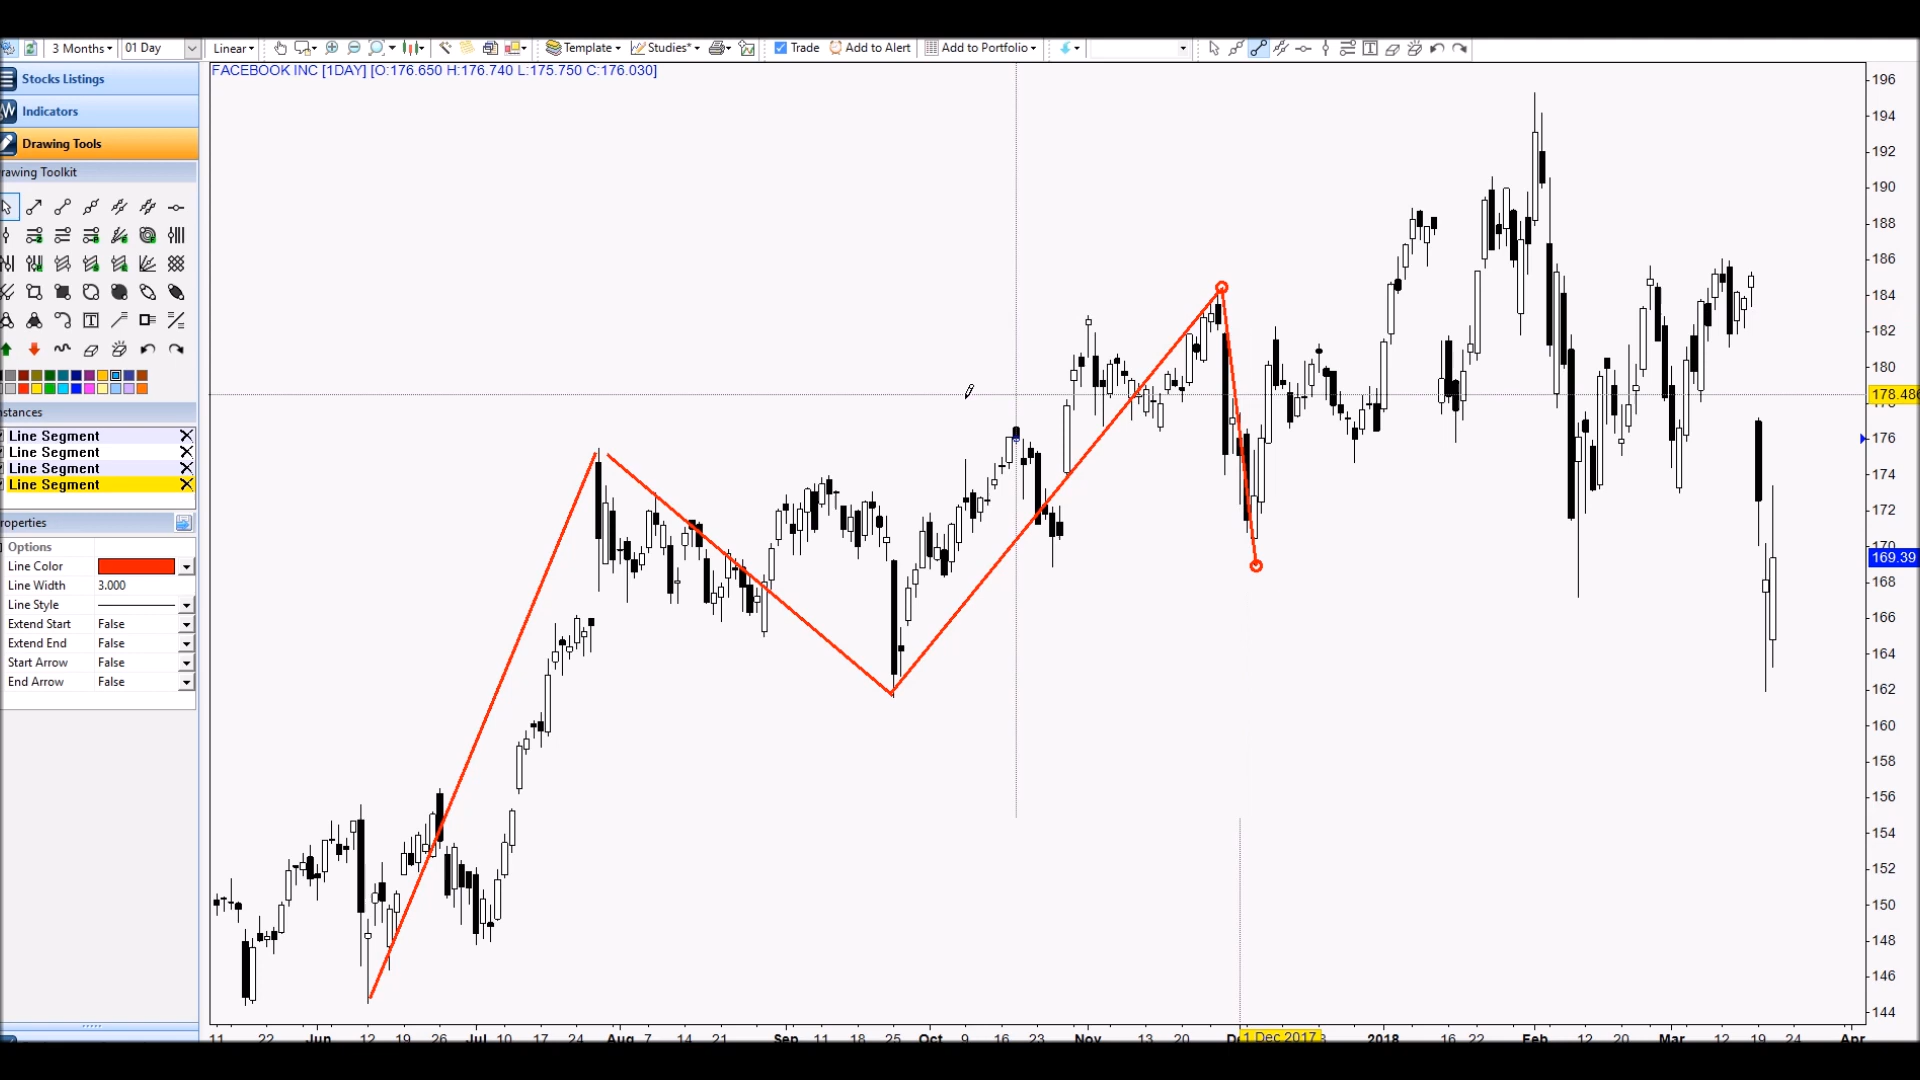 3 Months 01 Day Linear Template Studies* Trade Add to Alert Add to Portfolio
Stocks Listings
Indicators
Drawing Tools
rawing Toolkit
nstances
Line Segment
Line Segment
Line Segment
Line Segment
roperties
Options
Line Color
Line Width 3.000
Line Style
Extend Start False
Extend End False
Start Arrow False
End Arrow False
FACEBOOK INC [1DAY] [O:176.650 H:176.740 L:175.750 C:176.030]
196
194
192
190
188
186
184
182
180
178.486
176
174
172
170
169.39
168
166
164
162
160
158
156
154
152
150
148
146
144
11 22 Jun 12 19 26 Jul 10 17 24 Aug 7 14 21 Sep 11 18 25 Oct 9 16 23 Nov 13 20 1 Dec 2017 2018 16 22 Feb 12 20 Mar 12 19 24 Apr